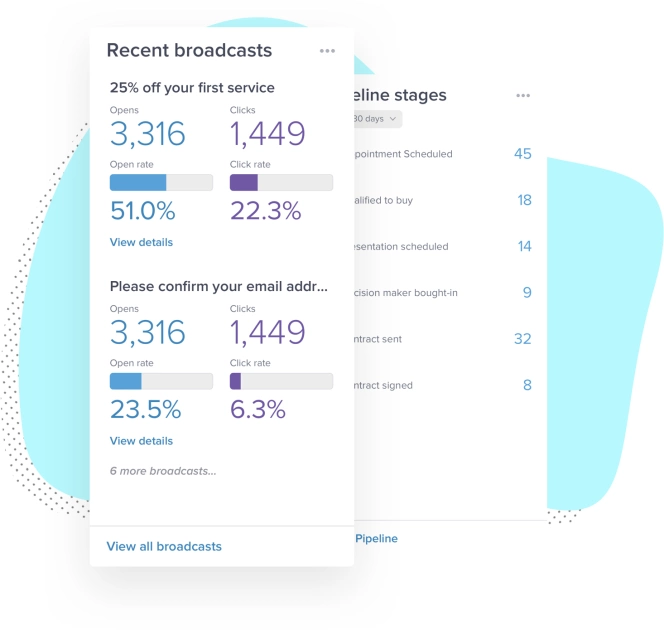 Recent broadcasts
25% off your first service
Opens Clicks
3,316 1,449
Open rate Click rate
51.0% 22.3%
View details
Please confirm your email addr...
Opens Clicks
3,316 1,449
Open rate Click rate
23.5% 6.3%
View details
6 more broadcasts...
View all broadcasts
eline stages
30 days
ppointment Scheduled 45
alified to buy 18
esentation scheduled 14
cision maker bought-in 9
ntract sent 32
ntract signed 8
Pipeline